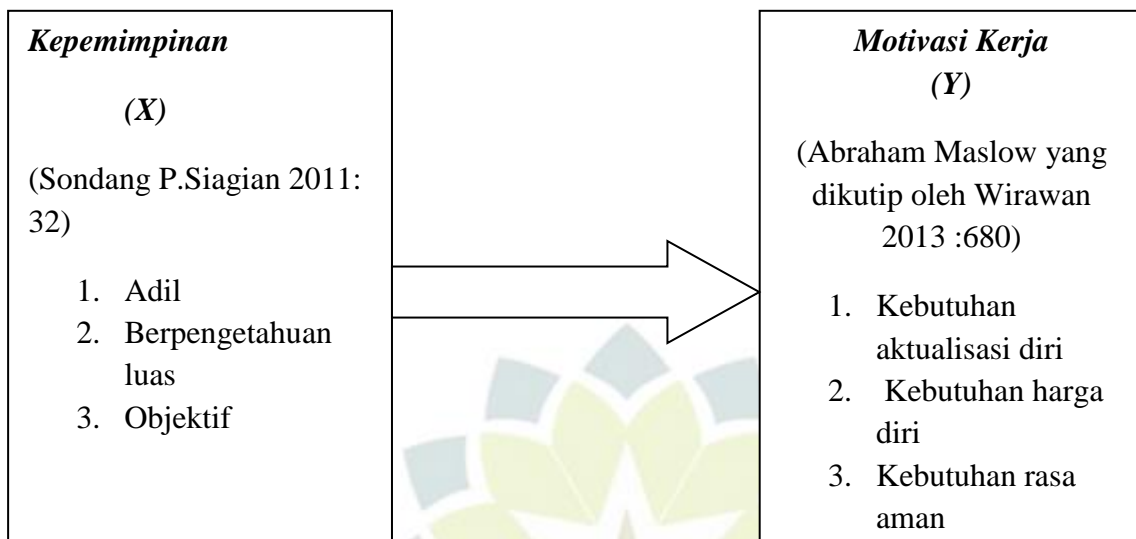 Kepemimpinan
(X)
(Sondang P.Siagian 2011:
32)
1. Adil
2. Berpengetahuan
luas
3. Objektif
Motivasi Kerja
(Y)
(Abraham Maslow yang
dikutip oleh Wirawan
2013 :680)
1. Kebutuhan
aktualisasi diri
2. Kebutuhan harga
diri
3. Kebutuhan rasa
aman